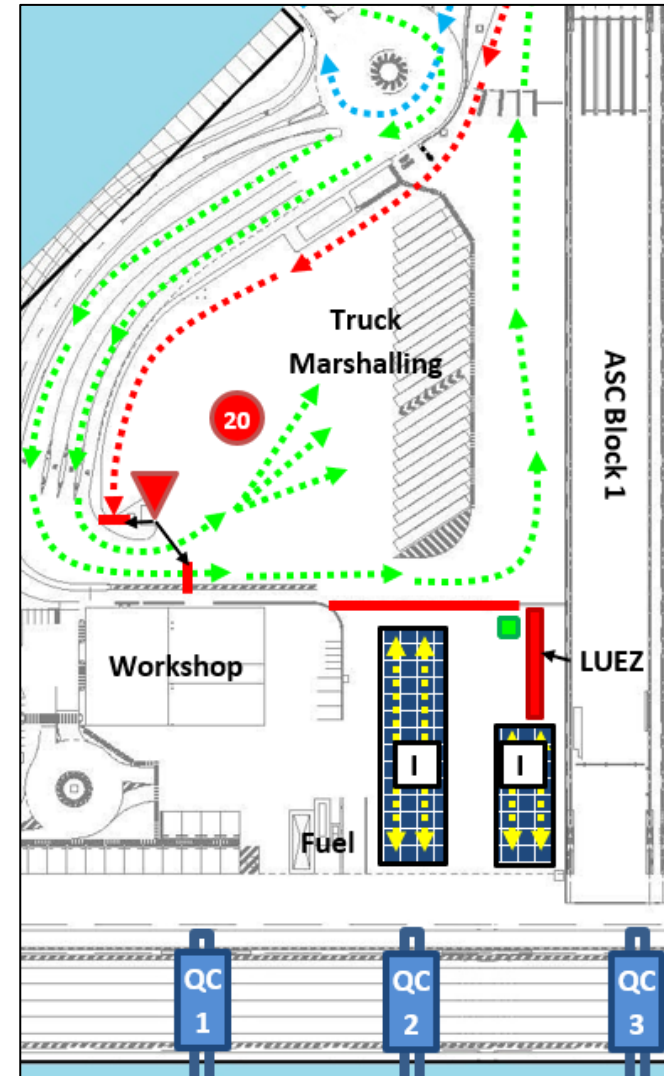 Truck
Marshalling
20
ASC Block 1
Workshop
LUEZ
I
I
Fuel
QC
1
QC
2
QC
3